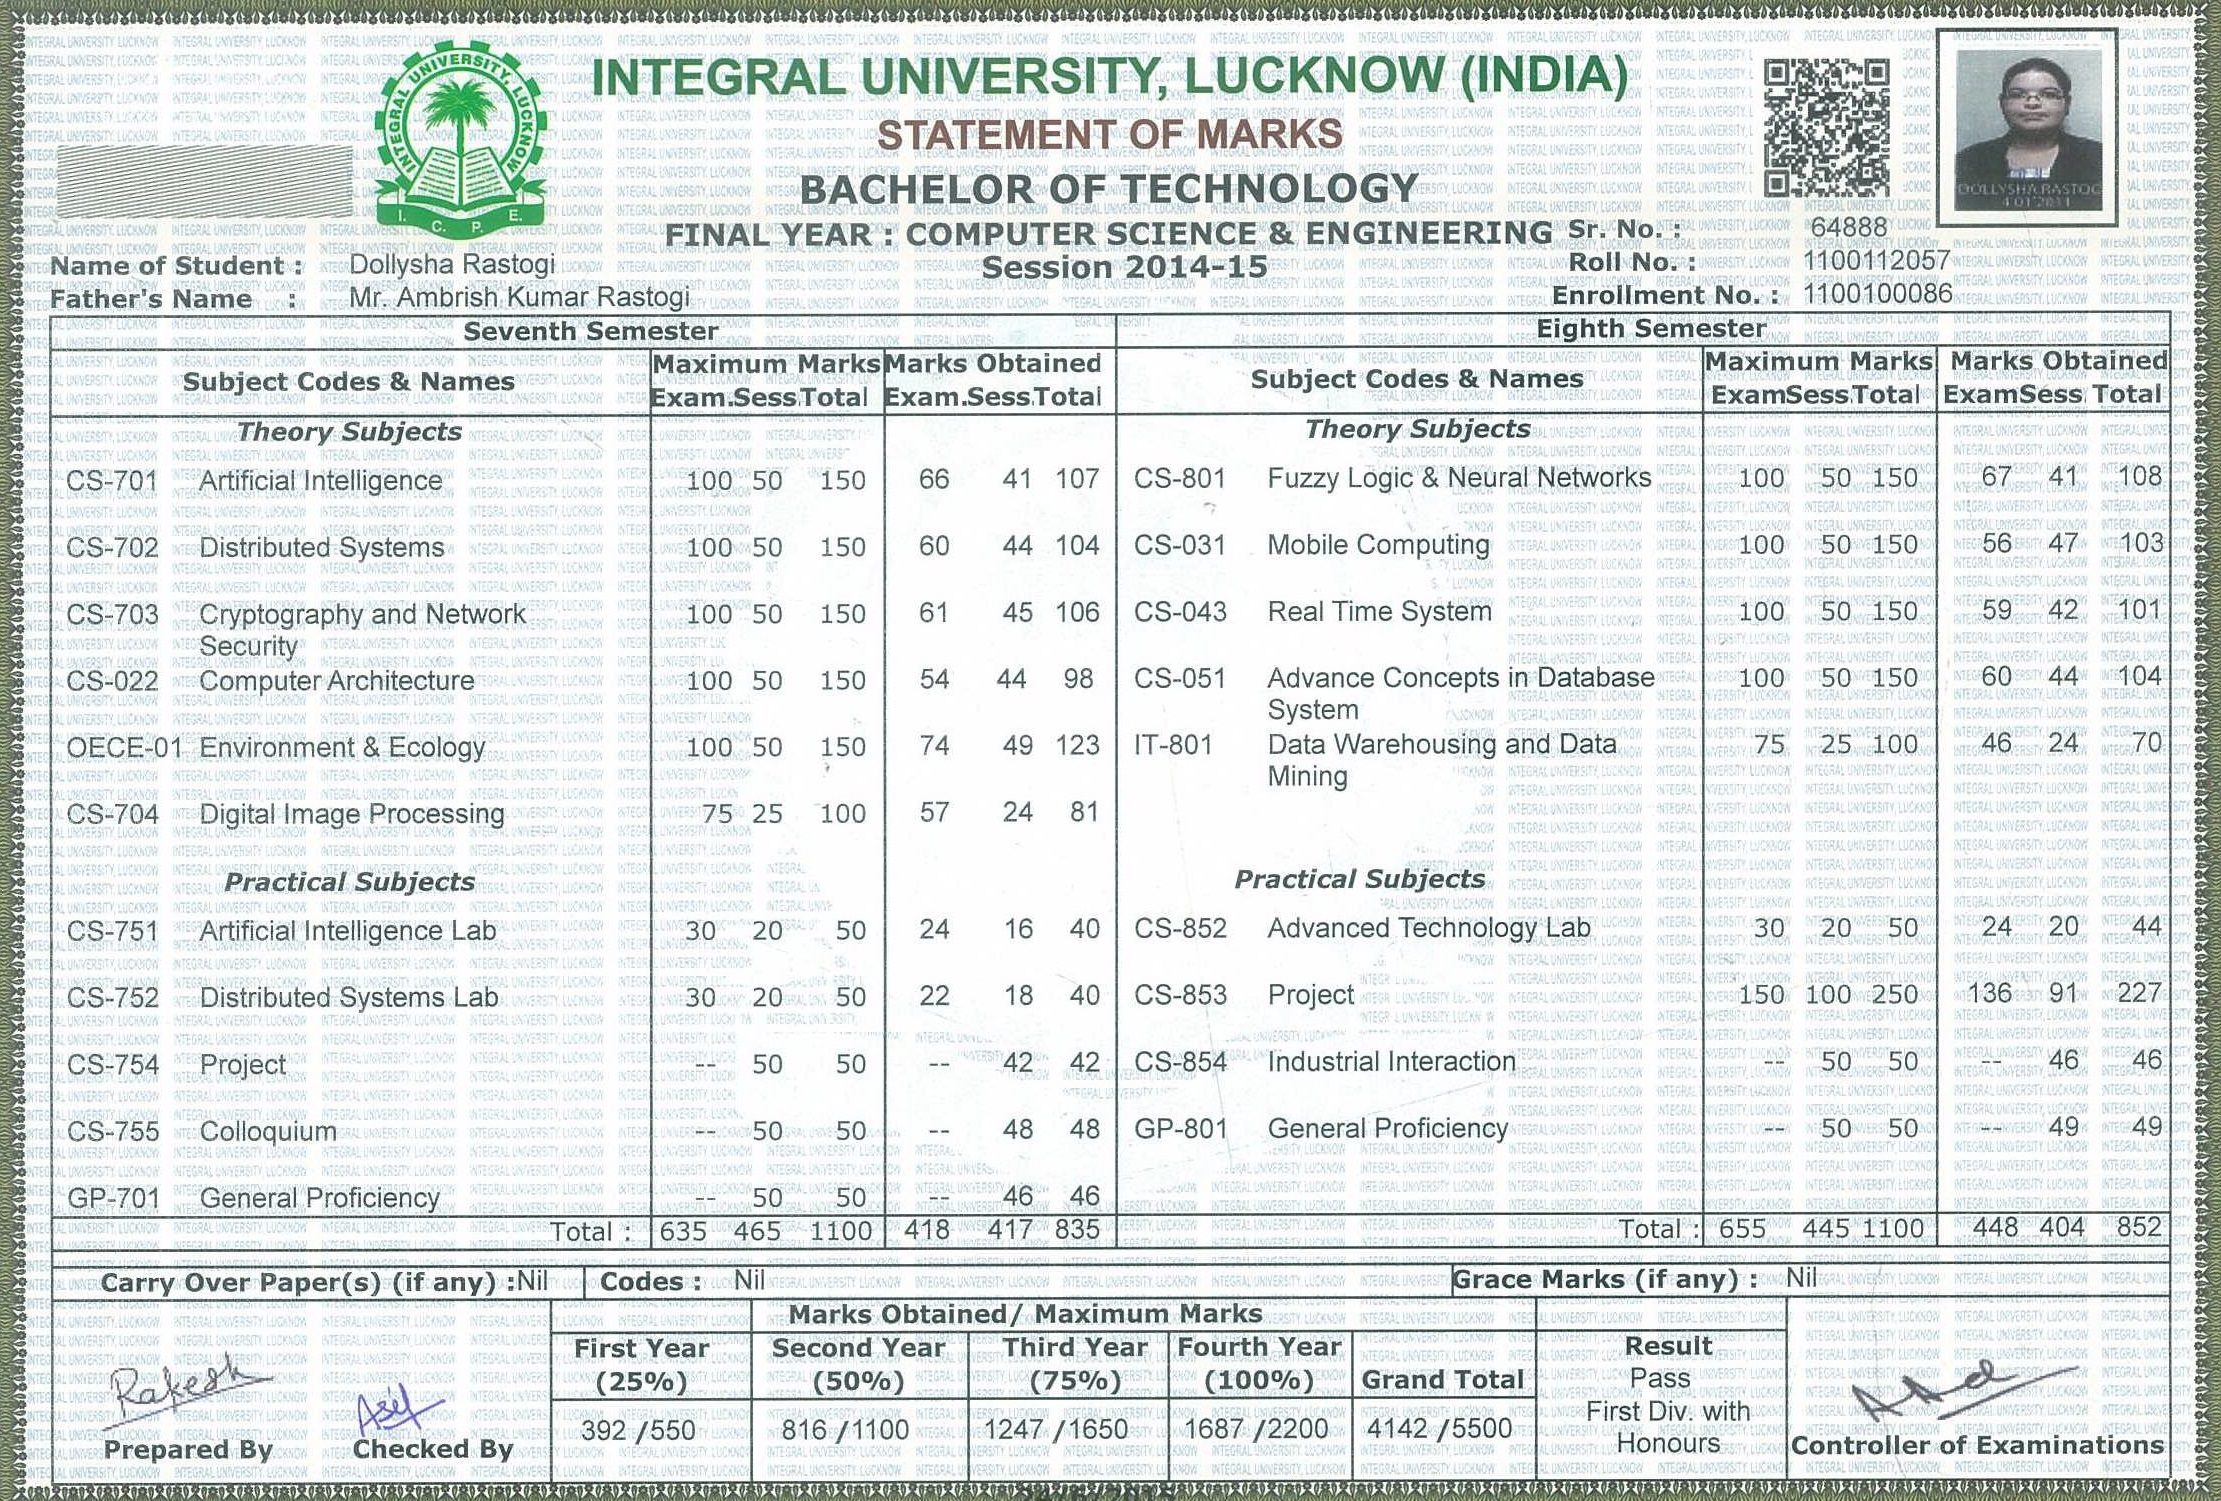 INTEGRAL UNIVERSITY, LUCKNOW
I. C. P. E.
INTEGRAL UNIVERSITY, LUCKNOW (INDIA)
STATEMENT OF MARKS
BACHELOR OF TECHNOLOGY
FINAL YEAR : COMPUTER SCIENCE & ENGINEERING
Session 2014-15
DOLLYSHA RASTOG
Sr. No. : 64888
Roll No. : 1100112057
Enrollment No. : 1100100086
Name of Student : Dollysha Rastogi
Father's Name : Mr. Ambrish Kumar Rastogi
Seventh Semester
Subject Codes & Names Maximum Marks Marks Obtained
Exam. Sess. Total Exam. Sess. Total
Theory Subjects
CS-701 Artificial Intelligence 100 50 150 66 41 107
CS-702 Distributed Systems 100 50 150 60 44 104
CS-703 Cryptography and Network 100 50 150 61 45 106
Security
CS-022 Computer Architecture 100 50 150 54 44 98
OECE-01 Environment & Ecology 100 50 150 74 49 123
CS-704 Digital Image Processing 75 25 100 57 24 81
Practical Subjects
CS-751 Artificial Intelligence Lab 30 20 50 24 16 40
CS-752 Distributed Systems Lab 30 20 50 22 18 40
CS-754 Project -- 50 50 -- 42 42
CS-755 Colloquium -- 50 50 -- 48 48
GP-701 General Proficiency -- 50 50 -- 46 46
Total : 635 465 1100 418 417 835
Eighth Semester
Subject Codes & Names Maximum Marks Marks Obtained
Exam Sess. Total Exam Sess. Total
Theory Subjects
CS-801 Fuzzy Logic & Neural Networks 100 50 150 67 41 108
CS-031 Mobile Computing 100 50 150 56 47 103
CS-043 Real Time System 100 50 150 59 42 101
CS-051 Advance Concepts in Database 100 50 150 60 44 104
System
IT-801 Data Warehousing and Data 75 25 100 46 24 70
Mining
Practical Subjects
CS-852 Advanced Technology Lab 30 20 50 24 20 44
CS-853 Project 150 100 250 136 91 227
CS-854 Industrial Interaction -- 50 50 -- 46 46
GP-801 General Proficiency -- 50 50 -- 49 49
Total : 655 445 1100 448 404 852
Carry Over Paper(s) (if any) :Nil Codes : Nil Grace Marks (if any) : Nil
Marks Obtained/ Maximum Marks
First Year Second Year Third Year Fourth Year
(25%) (50%) (75%) (100%) Grand Total
392 /550 816 /1100 1247 /1650 1687 /2200 4142 /5500
Result
Pass
First Div. with
Honours
Rakesh
Prepared By
Asif
Checked By
Controller of Examinations